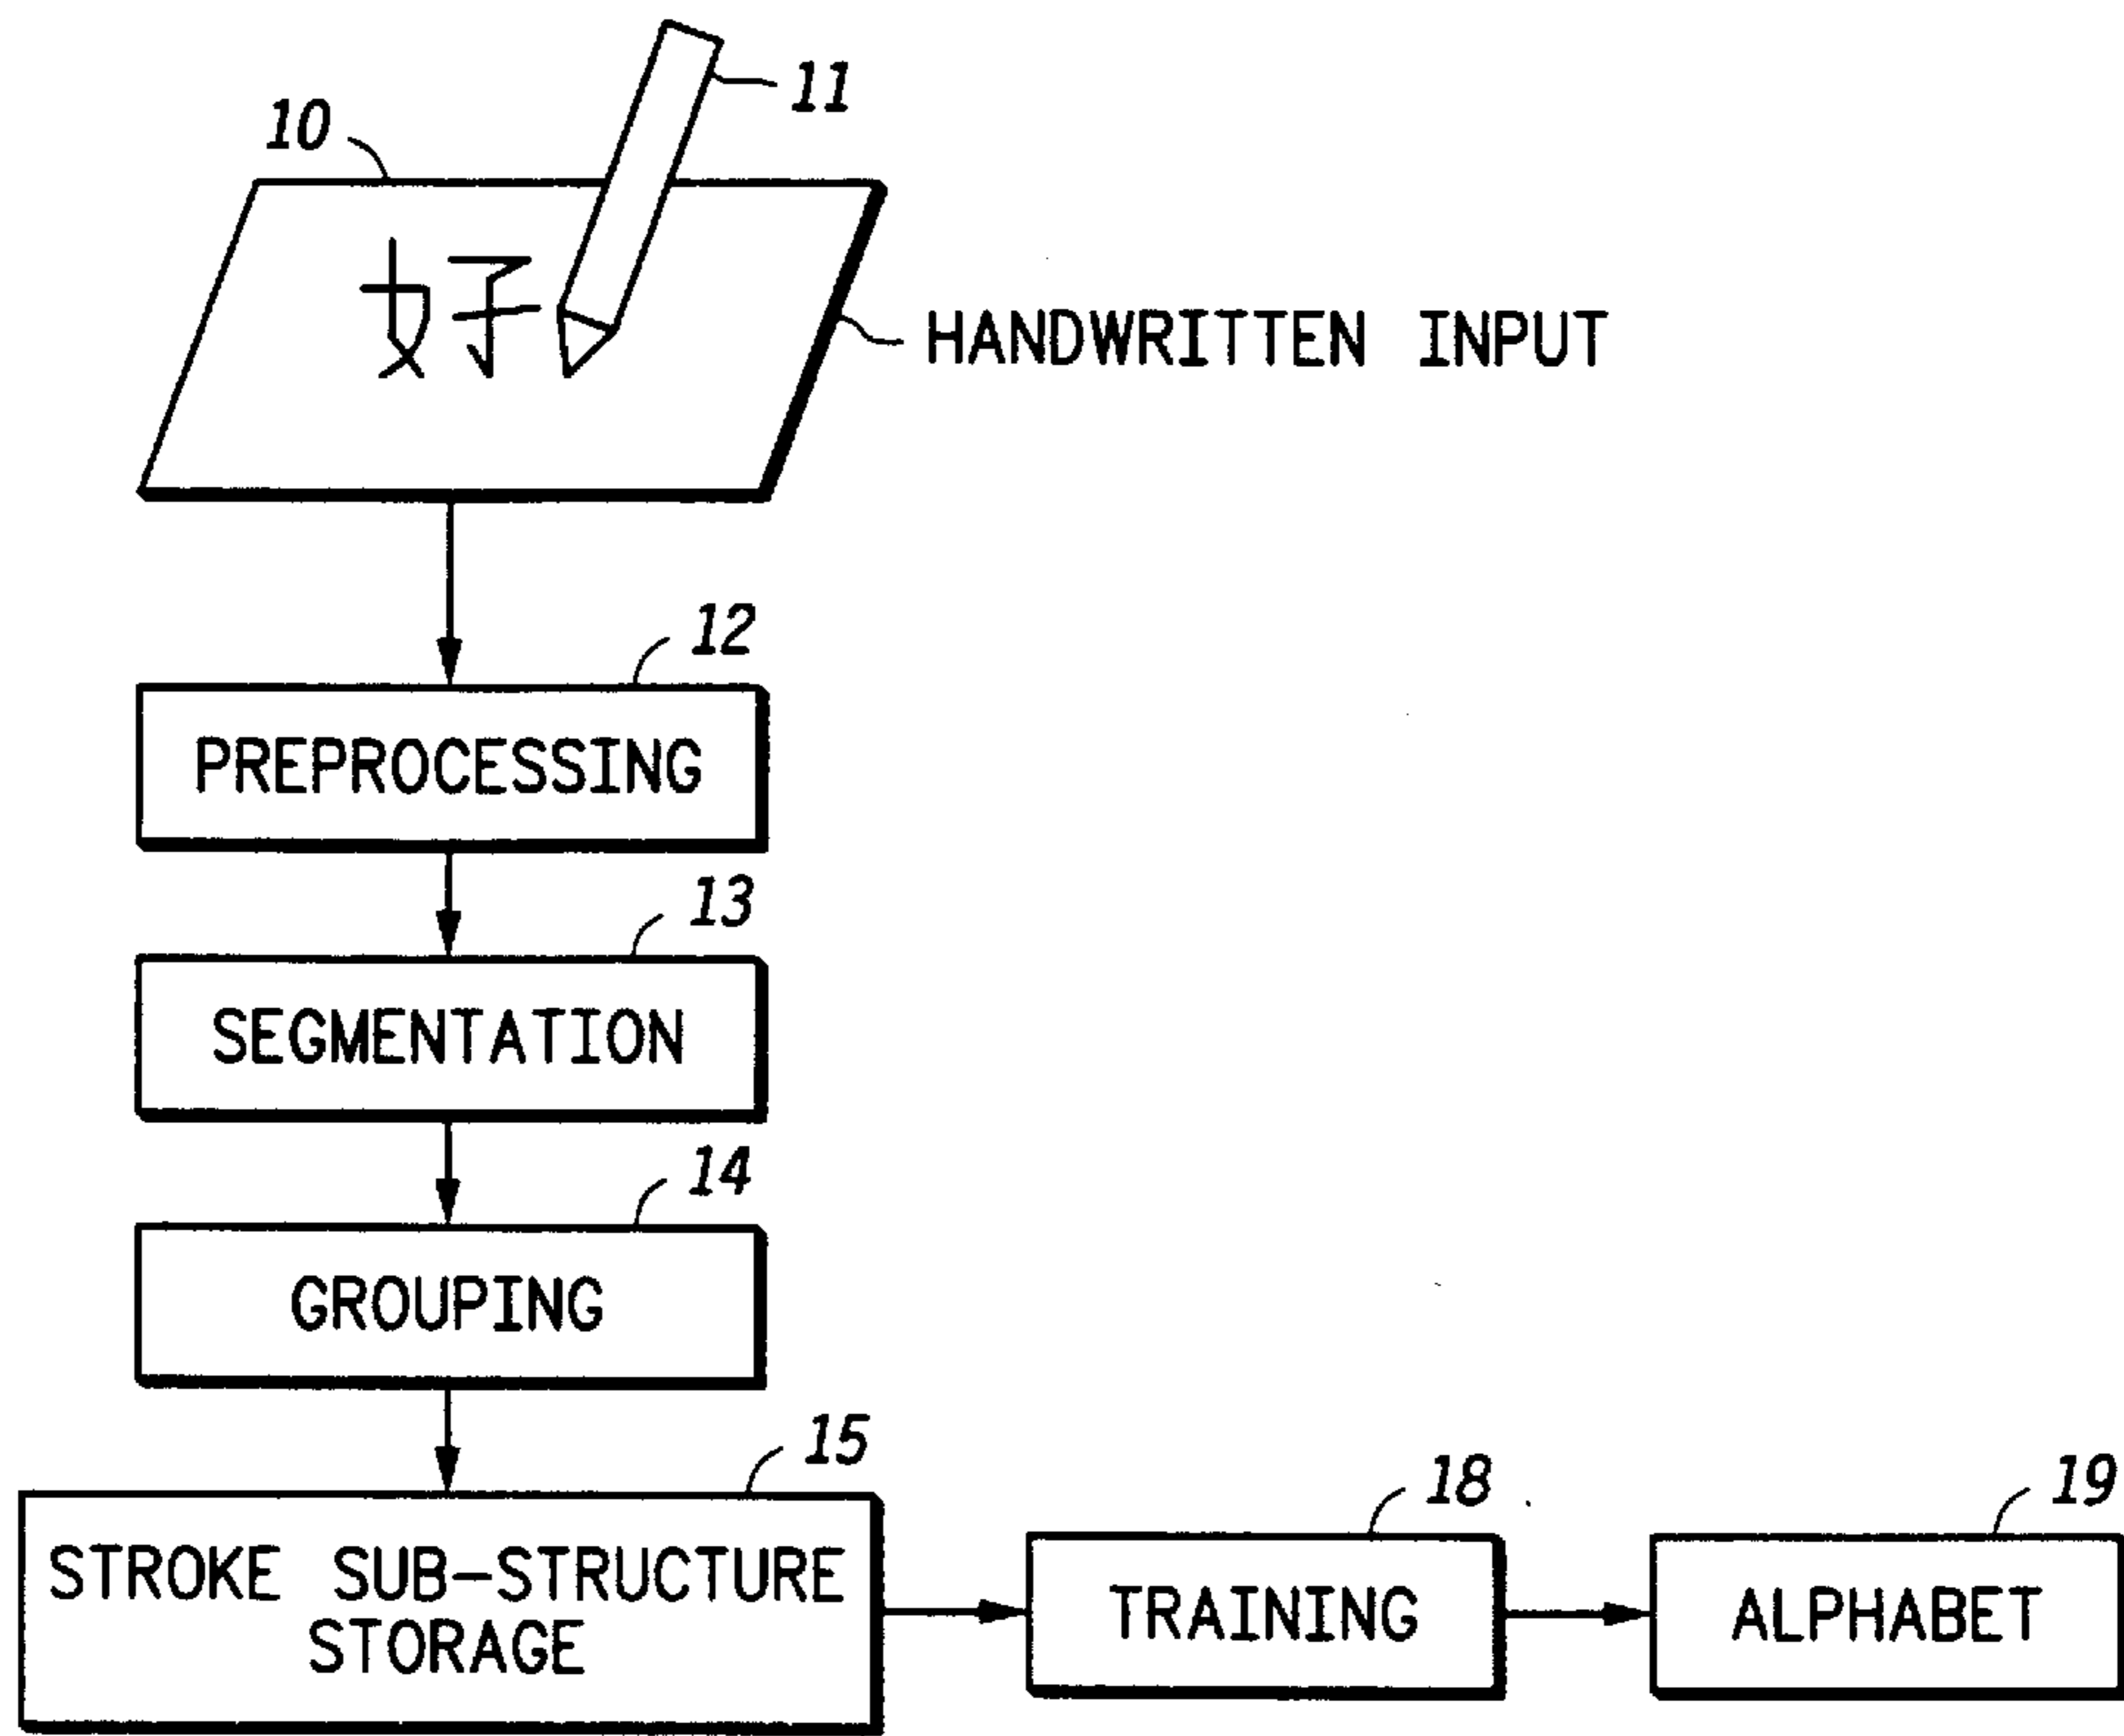 11
10
好
HANDWRITTEN INPUT
12
PREPROCESSING
13
SEGMENTATION
14
GROUPING
15
STROKE SUB-STRUCTURE
STORAGE
18
TRAINING
19
ALPHABET